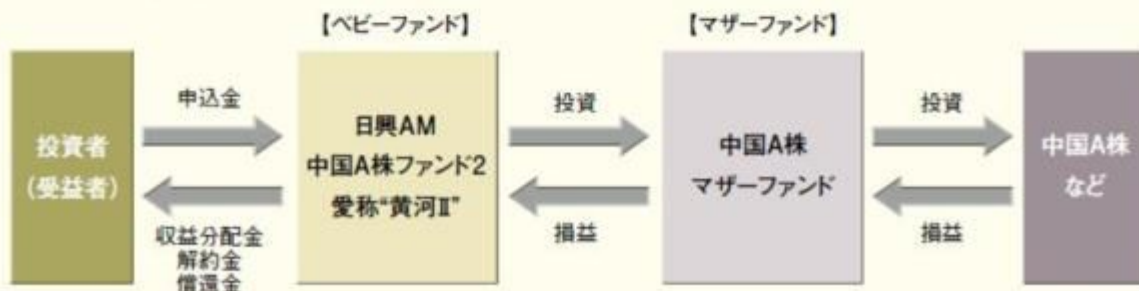 【ベビーファンド】
【マザーファンド】
投資者
(受益者)
申込金
収益分配金
解約金
償還金
日興AM
中国A株ファンド2
愛称“黄河Ⅱ”
投資
損益
中国A株
マザーファンド
投資
損益
中国A株
など